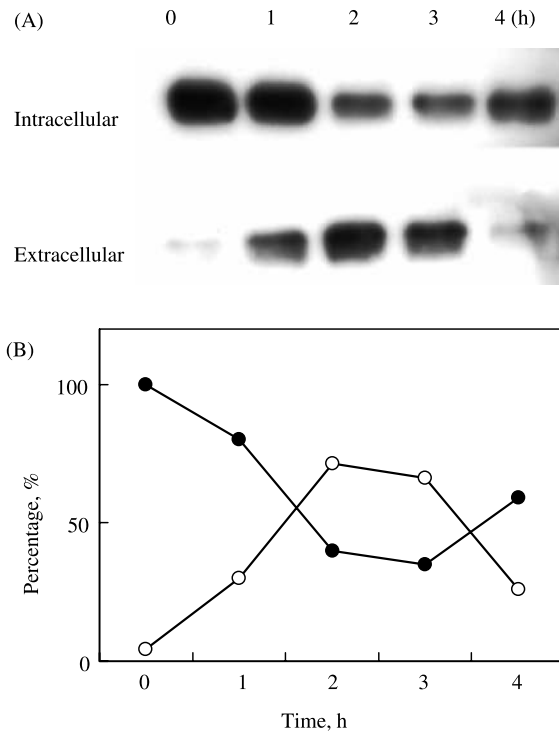 (A) 0 1 2 3 4 (h)
Intracellular
Extracellular
(B)
100
50
0
Percentage, %
0 1 2 3 4
Time, h